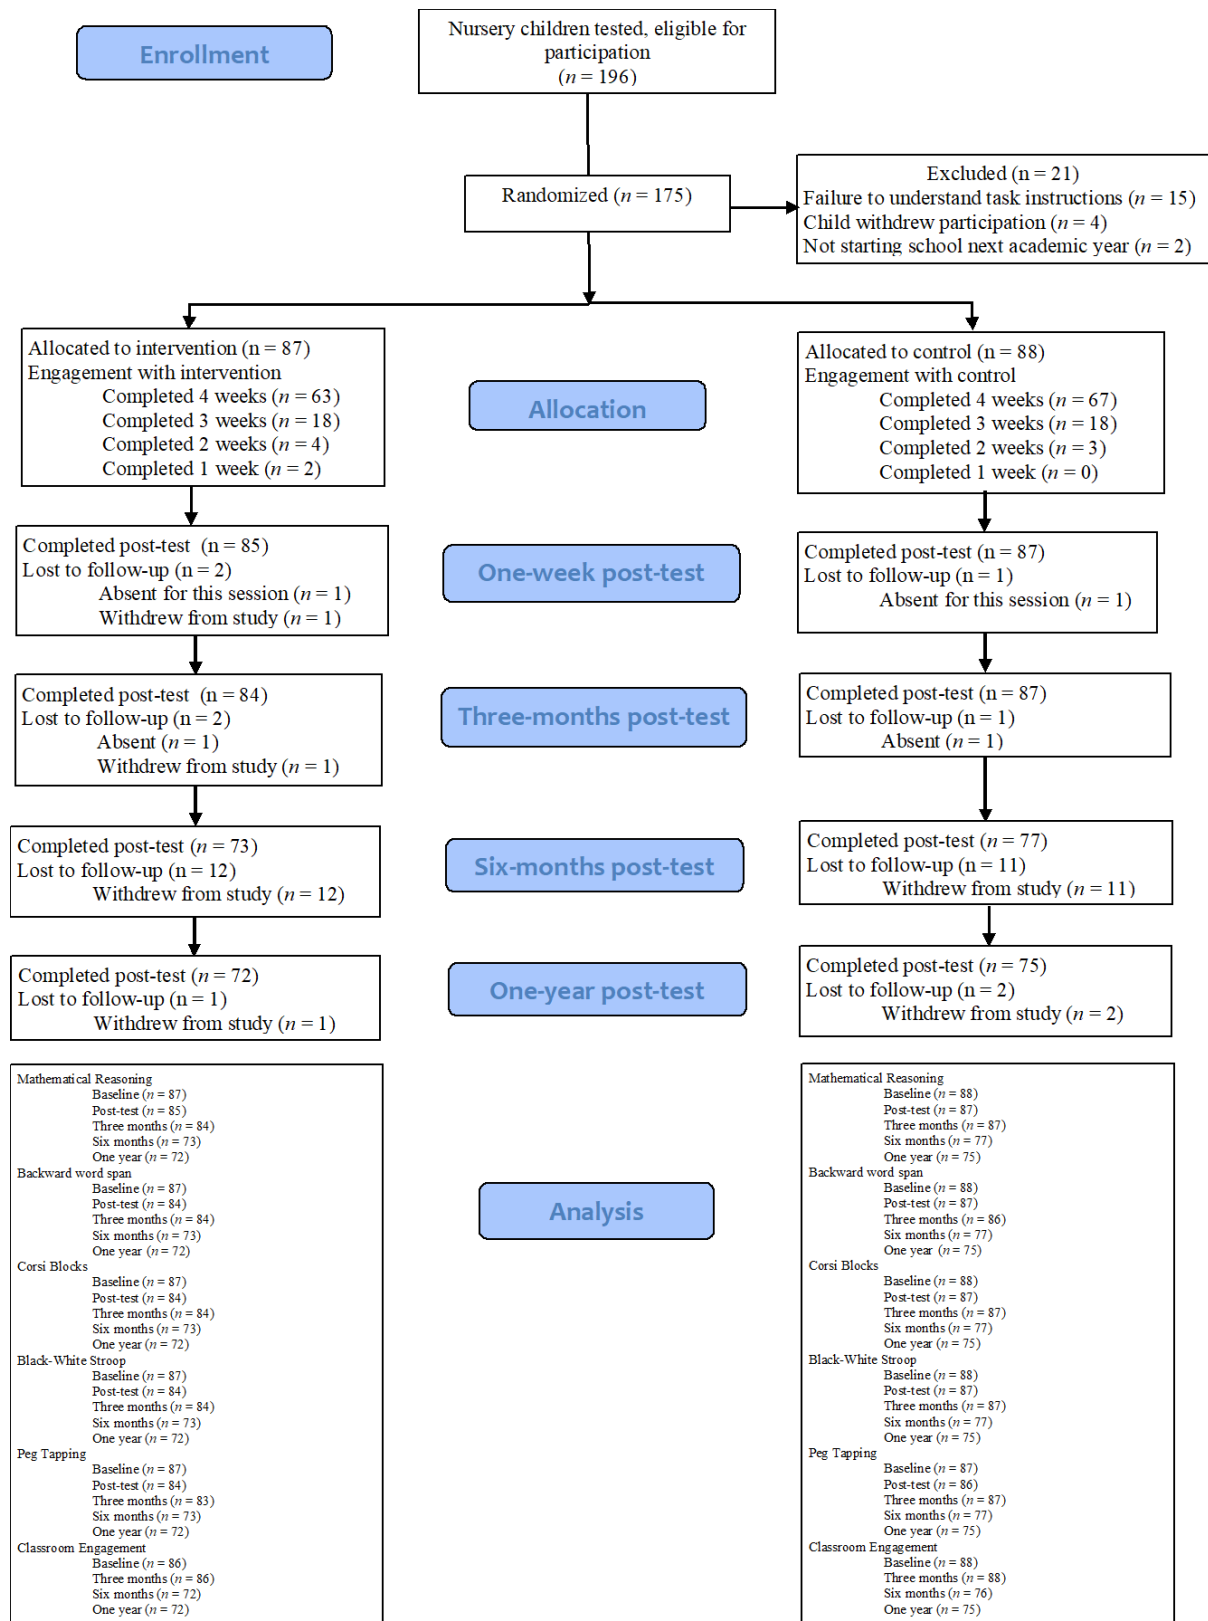 Enrollment
Nursery children tested, eligible for
participation
(n = 196)
Randomized (n = 175)
Excluded (n = 21)
Failure to understand task instructions (n = 15)
Child withdrew participation (n = 4)
Not starting school next academic year (n = 2)
Allocated to intervention (n = 87)
Engagement with intervention
Completed 4 weeks (n = 63)
Completed 3 weeks (n = 18)
Completed 2 weeks (n = 4)
Completed 1 week (n = 2)
Allocation
Allocated to control (n = 88)
Engagement with control
Completed 4 weeks (n = 67)
Completed 3 weeks (n = 18)
Completed 2 weeks (n = 3)
Completed 1 week (n = 0)
Completed post-test (n = 85)
Lost to follow-up (n = 2)
Absent for this session (n = 1)
Withdrew from study (n = 1)
One-week post-test
Completed post-test (n = 87)
Lost to follow-up (n = 1)
Absent for this session (n = 1)
Completed post-test (n = 84)
Lost to follow-up (n = 2)
Absent (n = 1)
Withdrew from study (n = 1)
Three-months post-test
Completed post-test (n = 87)
Lost to follow-up (n = 1)
Absent (n = 1)
Completed post-test (n = 73)
Lost to follow-up (n = 12)
Withdrew from study (n = 12)
Six-months post-test
Completed post-test (n = 77)
Lost to follow-up (n = 11)
Withdrew from study (n = 11)
Completed post-test (n = 72)
Lost to follow-up (n = 1)
Withdrew from study (n = 1)
One-year post-test
Completed post-test (n = 75)
Lost to follow-up (n = 2)
Withdrew from study (n = 2)
Mathematical Reasoning
Baseline (n = 87)
Post-test (n = 85)
Three months (n = 84)
Six months (n = 73)
One year (n = 72)
Backward word span
Baseline (n = 87)
Post-test (n = 84)
Three months (n = 84)
Six months (n = 73)
One year (n = 72)
Corsi Blocks
Baseline (n = 87)
Post-test (n = 84)
Three months (n = 84)
Six months (n = 73)
One year (n = 72)
Black-White Stroop
Baseline (n = 87)
Post-test (n = 84)
Three months (n = 84)
Six months (n = 73)
One year (n = 72)
Peg Tapping
Baseline (n = 87)
Post-test (n = 84)
Three months (n = 83)
Six months (n = 73)
One year (n = 72)
Classroom Engagement
Baseline (n = 86)
Three months (n = 86)
Six months (n = 72)
One year (n = 72)
Analysis
Mathematical Reasoning
Baseline (n = 88)
Post-test (n = 87)
Three months (n = 87)
Six months (n = 77)
One year (n = 75)
Backward word span
Baseline (n = 88)
Post-test (n = 87)
Three months (n = 86)
Six months (n = 77)
One year (n = 75)
Corsi Blocks
Baseline (n = 88)
Post-test (n = 87)
Three months (n = 87)
Six months (n = 77)
One year (n = 75)
Black-White Stroop
Baseline (n = 88)
Post-test (n = 87)
Three months (n = 87)
Six months (n = 77)
One year (n = 75)
Peg Tapping
Baseline (n = 87)
Post-test (n = 86)
Three months (n = 87)
Six months (n = 77)
One year (n = 75)
Classroom Engagement
Baseline (n = 88)
Three months (n = 88)
Six months (n = 76)
One year (n = 75)